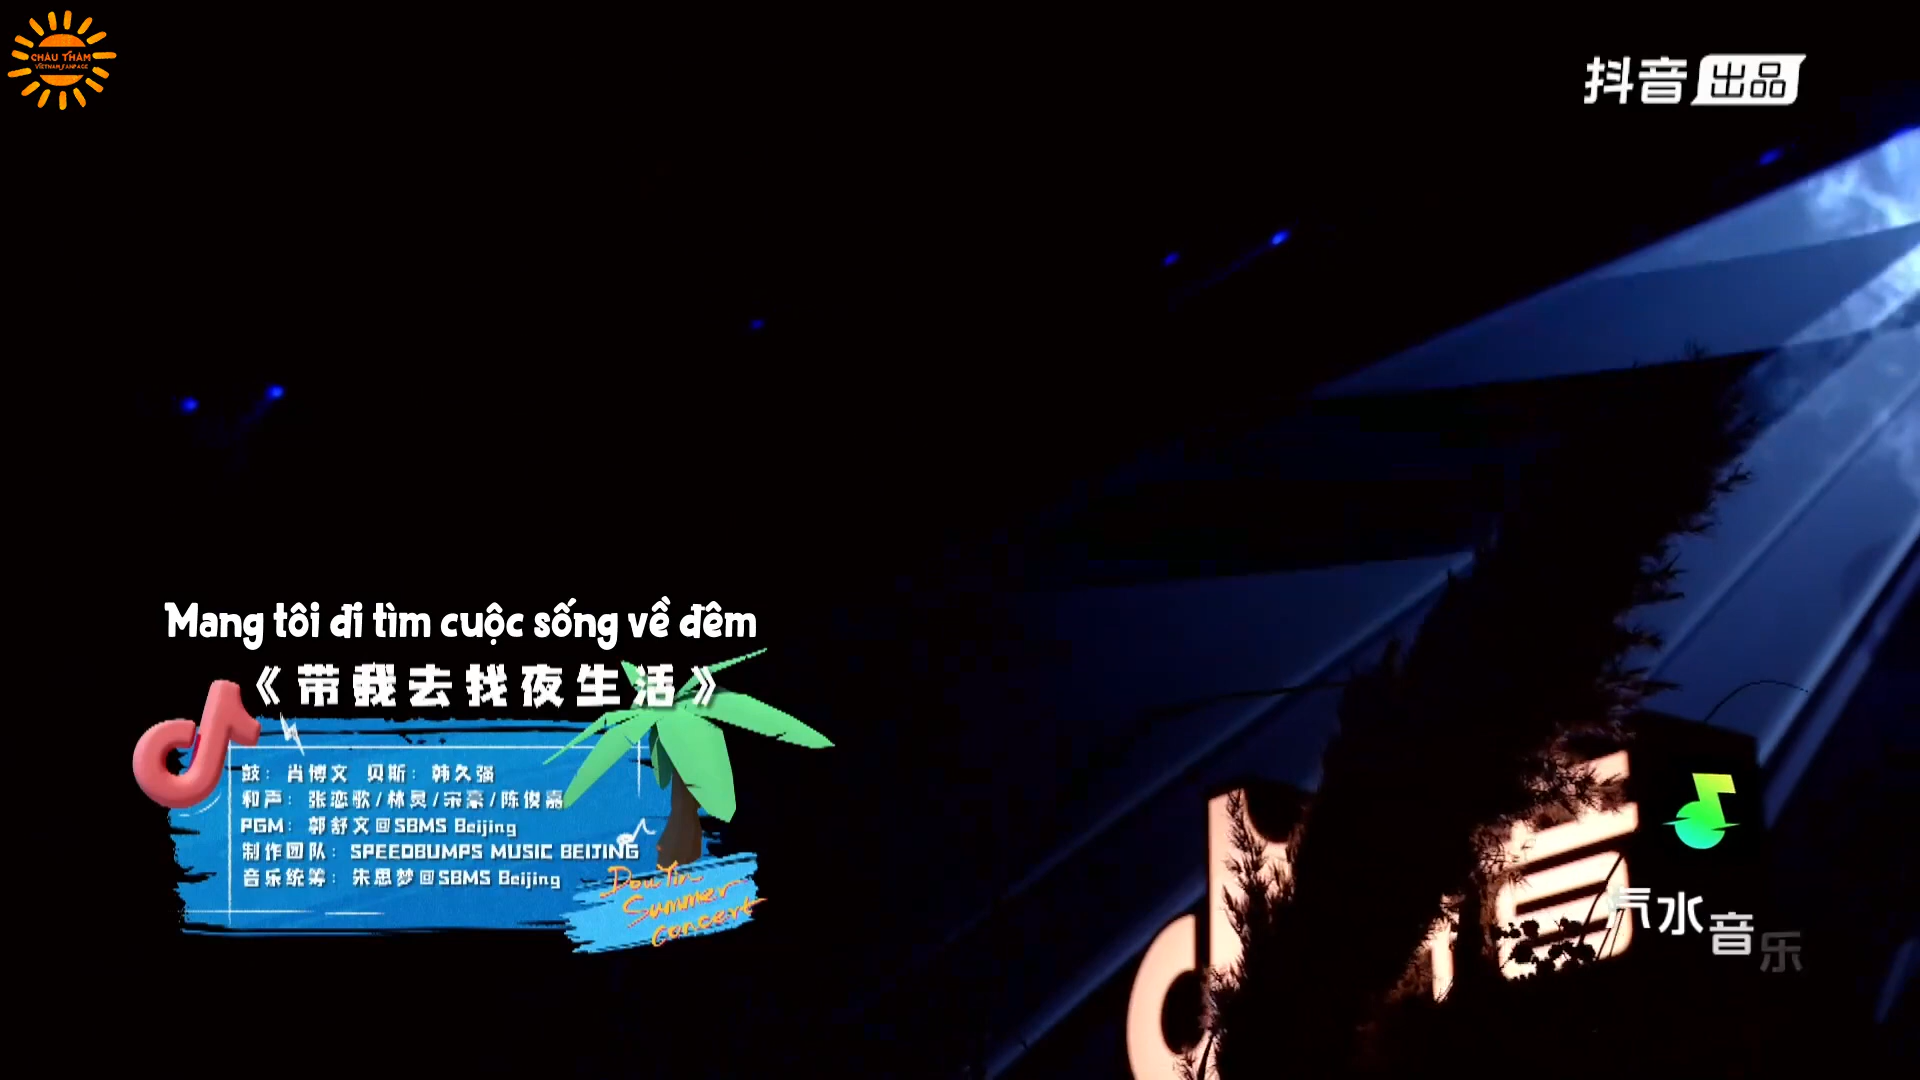 CHÂU THÂM
VIETNAM FANPAGE
抖音 出品
Mang tôi đi tìm cuộc sống về đêm
《带我去找夜生活》
鼓：肖博文 贝斯：韩久强
和声：张恋歌/林灵/宋豪/陈俊嘉
PGM：郭舒文@SBMS Beijing
制作团队：SPEEDBUMPS MUSIC BEIJING
音乐统筹：朱思梦@SBMS Beijing
DouYin
Summer
Concert
汽水音乐